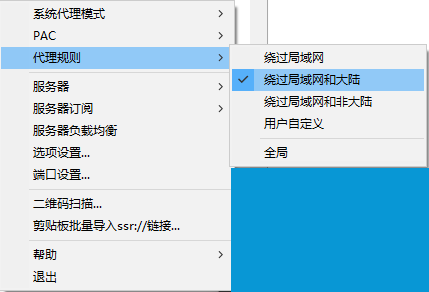 系统代理模式
PAC
代理规则
服务器
服务器订阅
服务器负载均衡
选项设置...
端口设置...
二维码扫描...
剪贴板批量导入ssr://链接...
帮助
退出
绕过局域网
绕过局域网和大陆
绕过局域网和非大陆
用户自定义
全局